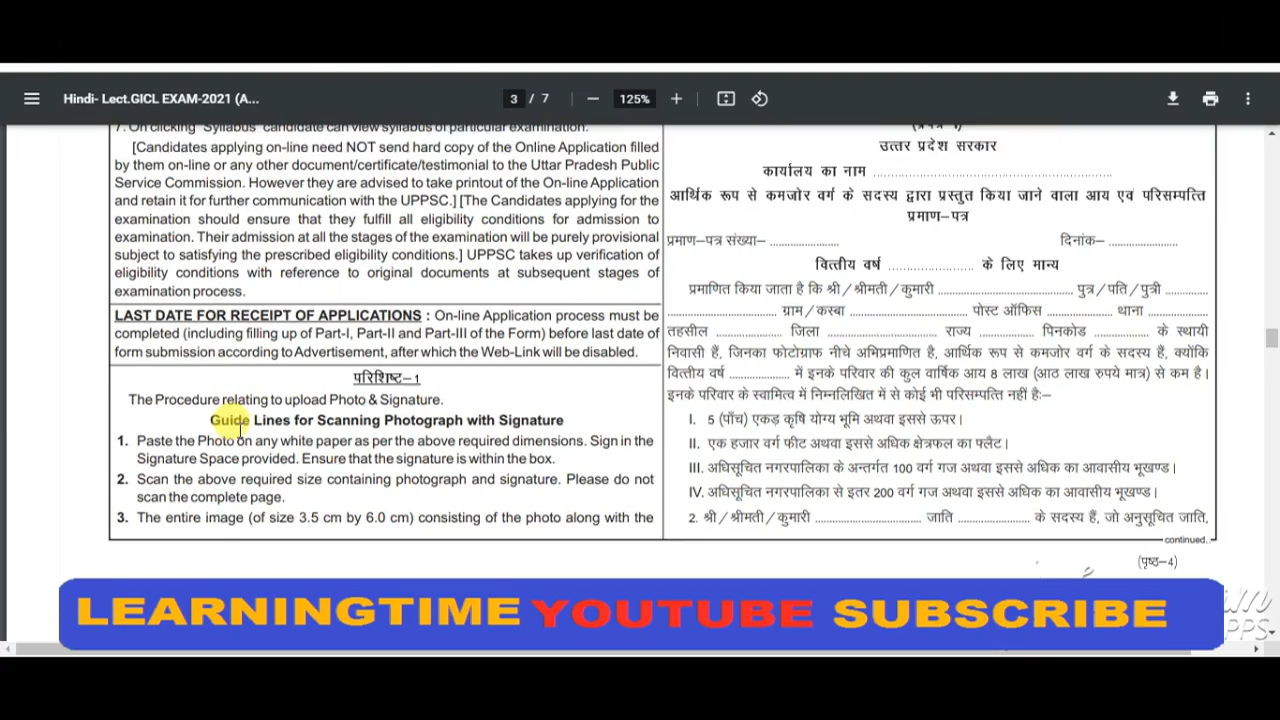 Hindi- Lect.GICL EXAM-2021 (A...
3 / 7
125%
7. On clicking 'Syllabus' candidate can view syllabus of particular examination.
[Candidates applying on-line need NOT send hard copy of the Online Application filled
by them on-line or any other document/certificate/testimonial to the Uttar Pradesh Public
Service Commission. However they are advised to take printout of the On-line Application
and retain it for further communication with the UPPSC.] [The Candidates applying for the
examination should ensure that they fulfill all eligibility conditions for admission to
examination. Their admission at all the stages of the examination will be purely provisional
subject to satisfying the prescribed eligibility conditions.] UPPSC takes up verification of
eligibility conditions with reference to original documents at subsequent stages of
examination process.
LAST DATE FOR RECEIPT OF APPLICATIONS : On-line Application process must be
completed (including filling up of Part-I, Part-II and Part-III of the Form) before last date of
form submission according to Advertisement, after which the Web-Link will be disabled.
परिशिष्ट-1
The Procedure relating to upload Photo & Signature.
Guide Lines for Scanning Photograph with Signature
1. Paste the Photo on any white paper as per the above required dimensions. Sign in the
Signature Space provided. Ensure that the signature is within the box.
2. Scan the above required size containing photograph and signature. Please do not
scan the complete page.
3. The entire image (of size 3.5 cm by 6.0 cm) consisting of the photo along with the
उत्तर प्रदेश सरकार
कार्यालय का नाम ........................
आर्थिक रूप से कमजोर वर्ग के सदस्य द्वारा प्रस्तुत किया जाने वाला आय एवं परिसम्पत्ति
प्रमाण-पत्र
प्रमाण-पत्र संख्या- .................... दिनांक- ....................
वित्तीय वर्ष .................... के लिए मान्य
प्रमाणित किया जाता है कि श्री/श्रीमती/कुमारी .................... पुत्र/पति/पुत्री ............
.................... ग्राम/कस्बा .................... पोस्ट ऑफिस .............. थाना ................
तहसील .............. जिला .................... राज्य .............. पिनकोड .............. के स्थायी
निवासी हैं, जिनका फोटोग्राफ नीचे अभिप्रमाणित है, आर्थिक रूप से कमजोर वर्ग के सदस्य हैं, क्योंकि
वित्तीय वर्ष .............. में इनके परिवार की कुल वार्षिक आय 8 लाख (आठ लाख रुपये मात्र) से कम है।
इनके परिवार के स्वामित्व में निम्नलिखित में से कोई भी परिसम्पत्ति नहीं है:-
I. 5 (पाँच) एकड़ कृषि योग्य भूमि अथवा इससे ऊपर।
II. एक हजार वर्ग फीट अथवा इससे अधिक क्षेत्रफल का फ्लैट।
III. अधिसूचित नगरपालिका के अन्तर्गत 100 वर्ग गज अथवा इससे अधिक का आवासीय भूखण्ड।
IV. अधिसूचित नगरपालिका से इतर 200 वर्ग गज अथवा इससे अधिक का आवासीय भूखण्ड।
2. श्री/श्रीमती/कुमारी .................... जाति .................... के सदस्य हैं, जो अनुसूचित जाति,
continued..
(पृष्ठ-4)
LEARNINGTIME YOUTUBE SUBSCRIBE